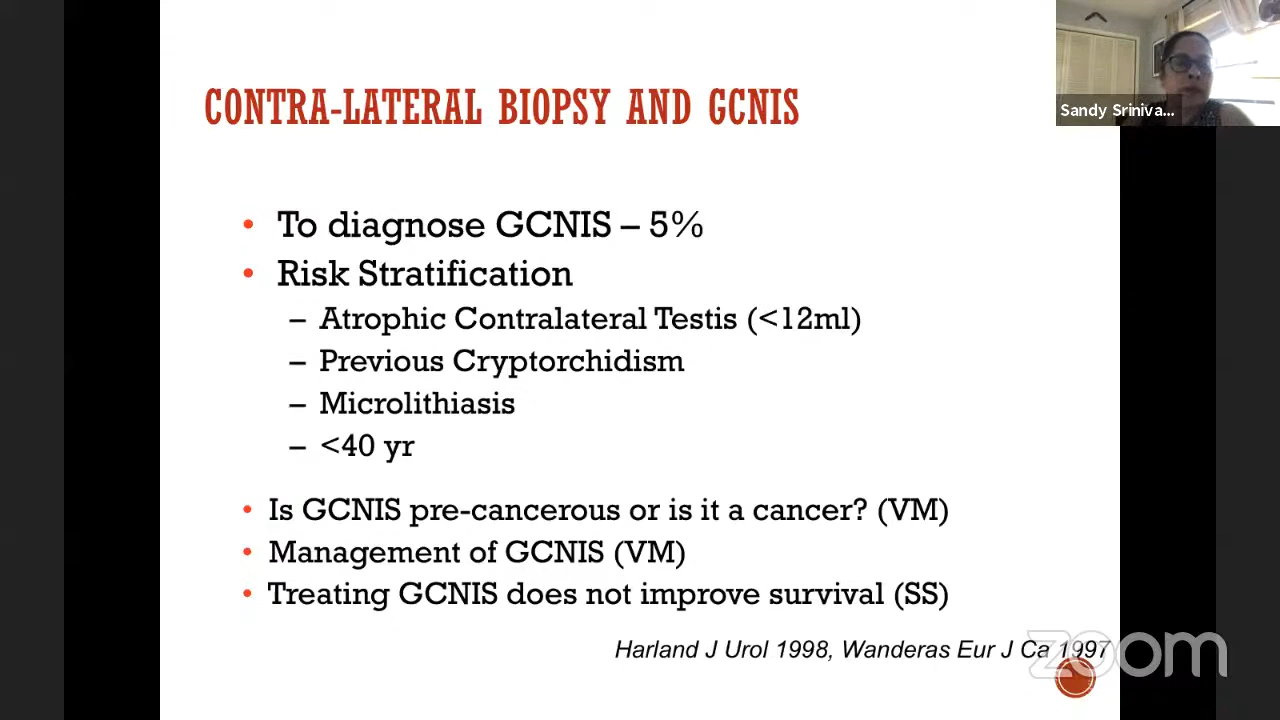 CONTRA-LATERAL BIOPSY AND GCNIS
Sandy Sriniva...
• To diagnose GCNIS – 5%
• Risk Stratification
– Atrophic Contralateral Testis (<12ml)
– Previous Cryptorchidism
– Microlithiasis
– <40 yr
• Is GCNIS pre-cancerous or is it a cancer? (VM)
• Management of GCNIS (VM)
• Treating GCNIS does not improve survival (SS)
Harland J Urol 1998, Wanderas Eur J Ca 1997
zoom